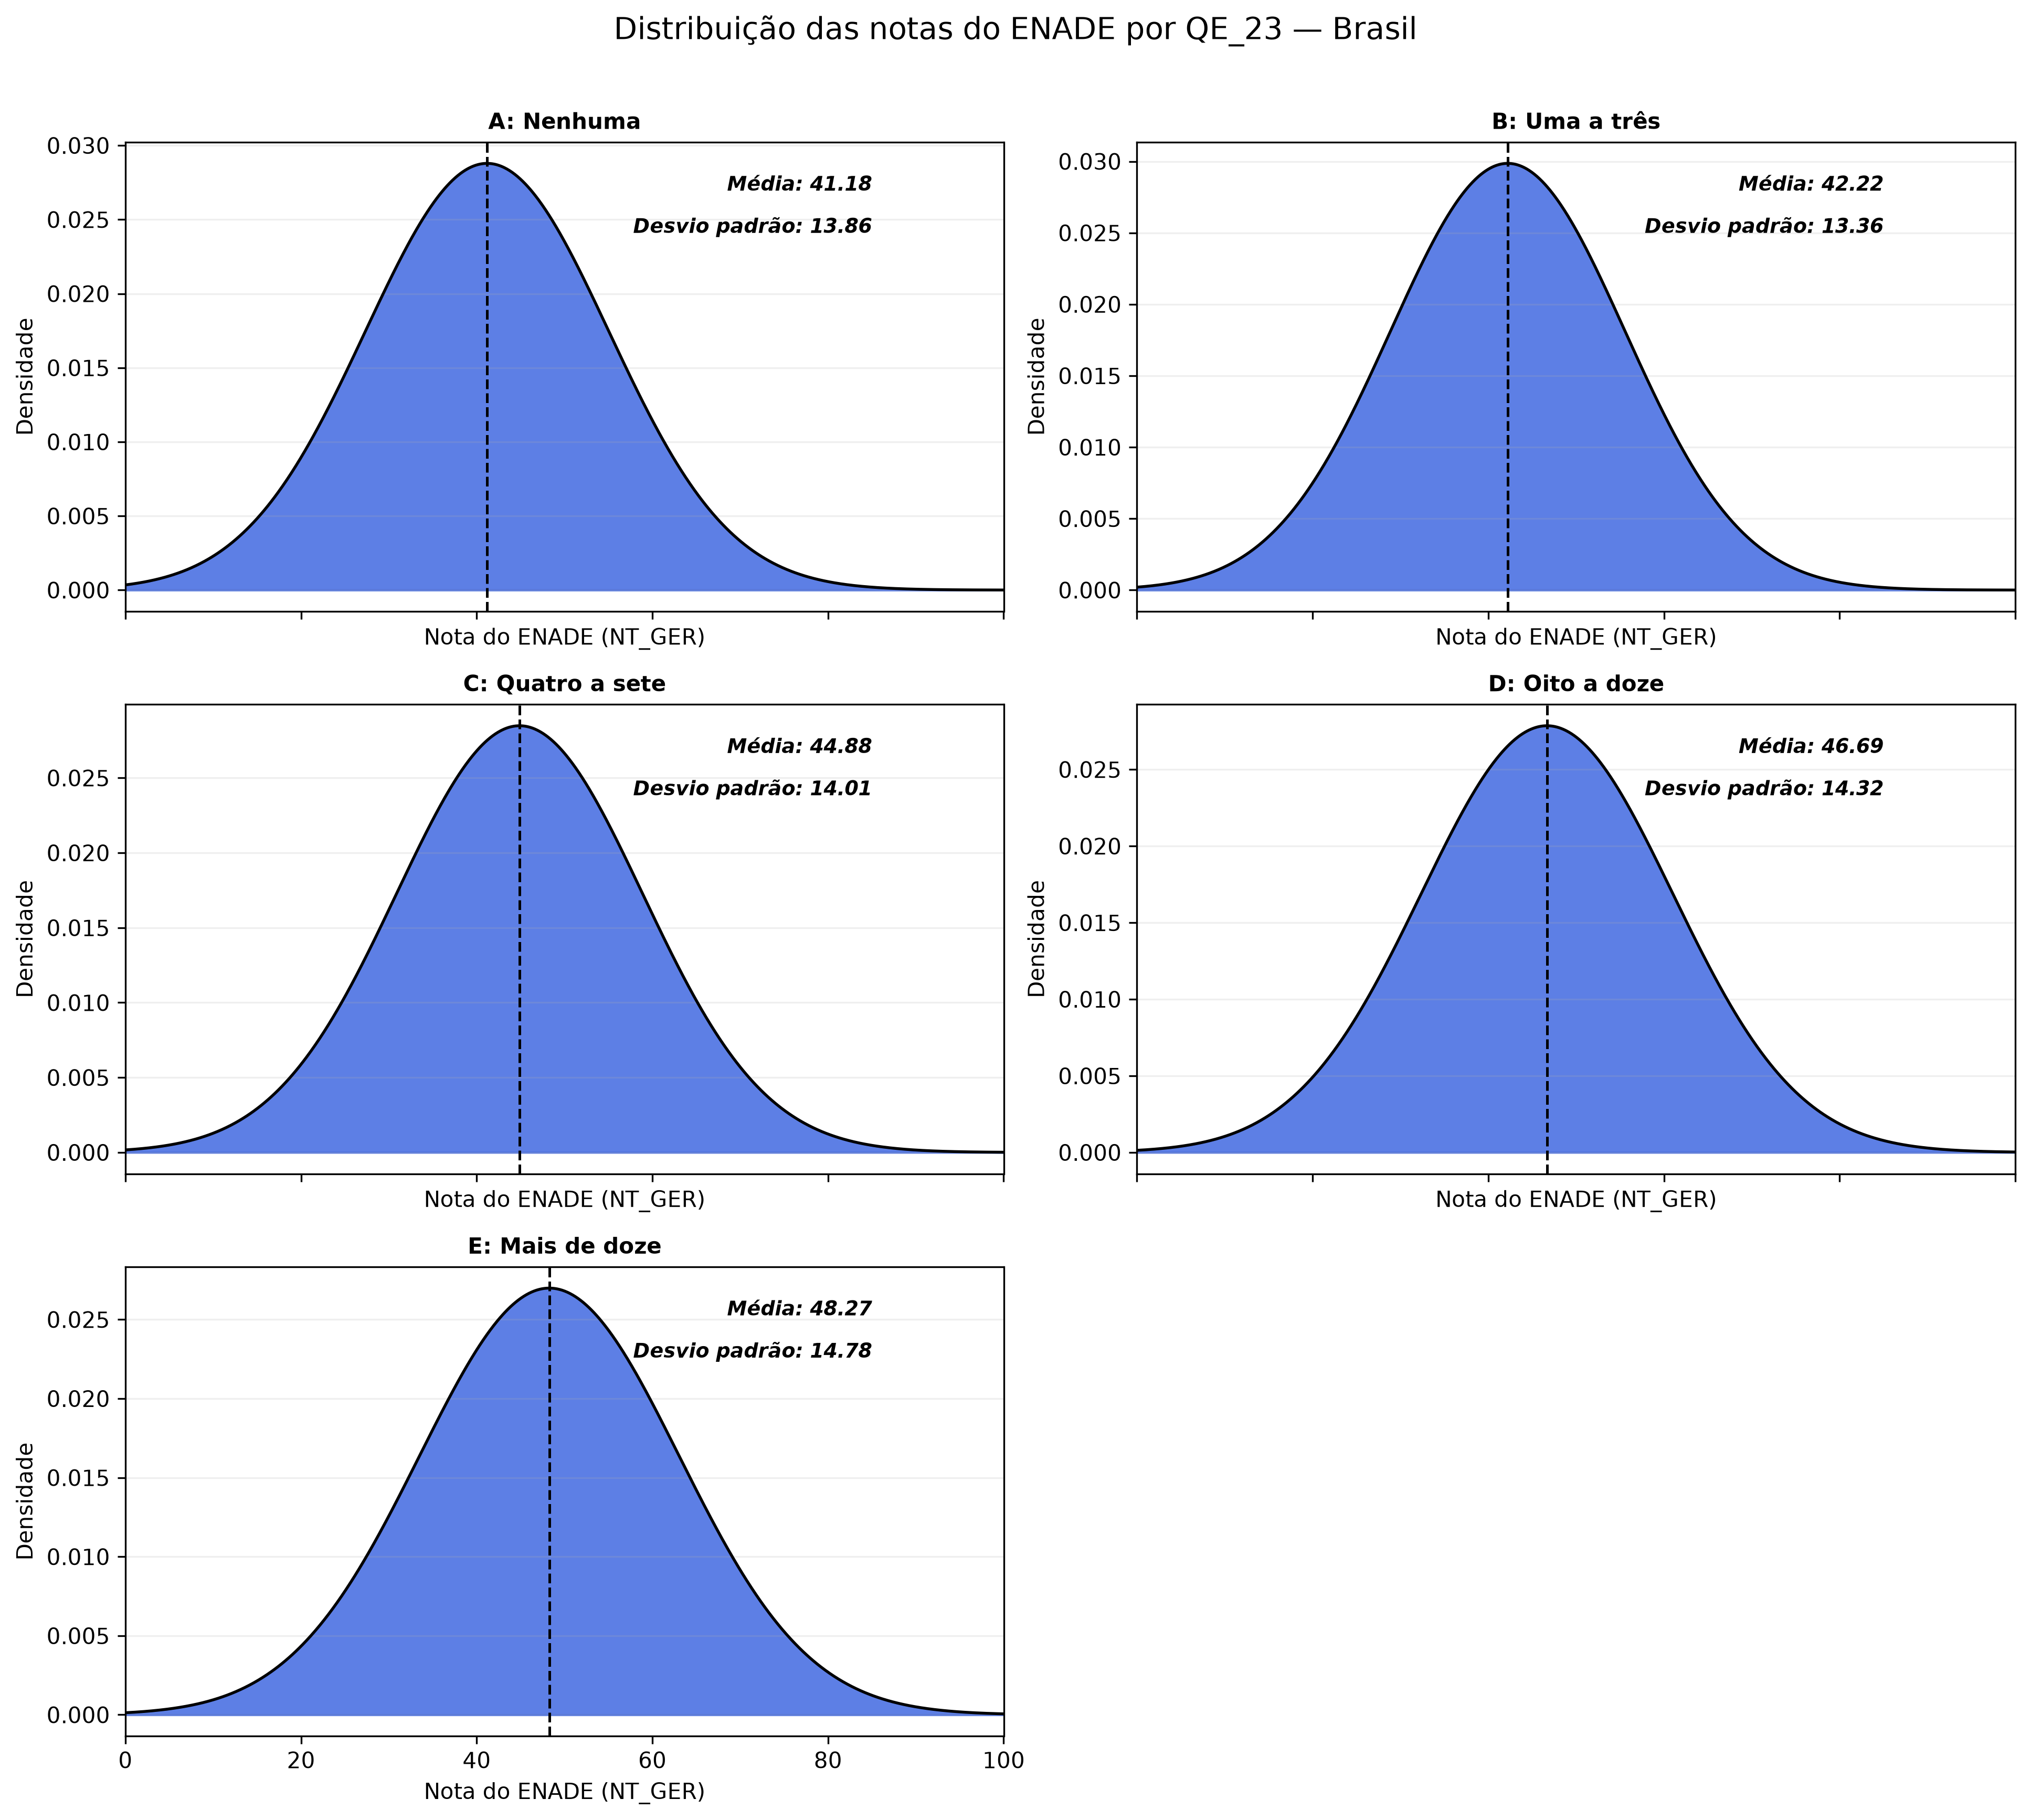 Distribuição das notas do ENADE por QE_23 — Brasil
A: Nenhuma
Média: 41.18
Desvio padrão: 13.86
0.030
0.025
0.020
0.015
0.010
0.005
0.000
Densidade
Nota do ENADE (NT_GER)
B: Uma a três
Média: 42.22
Desvio padrão: 13.36
0.030
0.025
0.020
0.015
0.010
0.005
0.000
Densidade
Nota do ENADE (NT_GER)
C: Quatro a sete
Média: 44.88
Desvio padrão: 14.01
0.025
0.020
0.015
0.010
0.005
0.000
Densidade
Nota do ENADE (NT_GER)
D: Oito a doze
Média: 46.69
Desvio padrão: 14.32
0.025
0.020
0.015
0.010
0.005
0.000
Densidade
Nota do ENADE (NT_GER)
E: Mais de doze
Média: 48.27
Desvio padrão: 14.78
0.025
0.020
0.015
0.010
0.005
0.000
Densidade
0 20 40 60 80 100
Nota do ENADE (NT_GER)